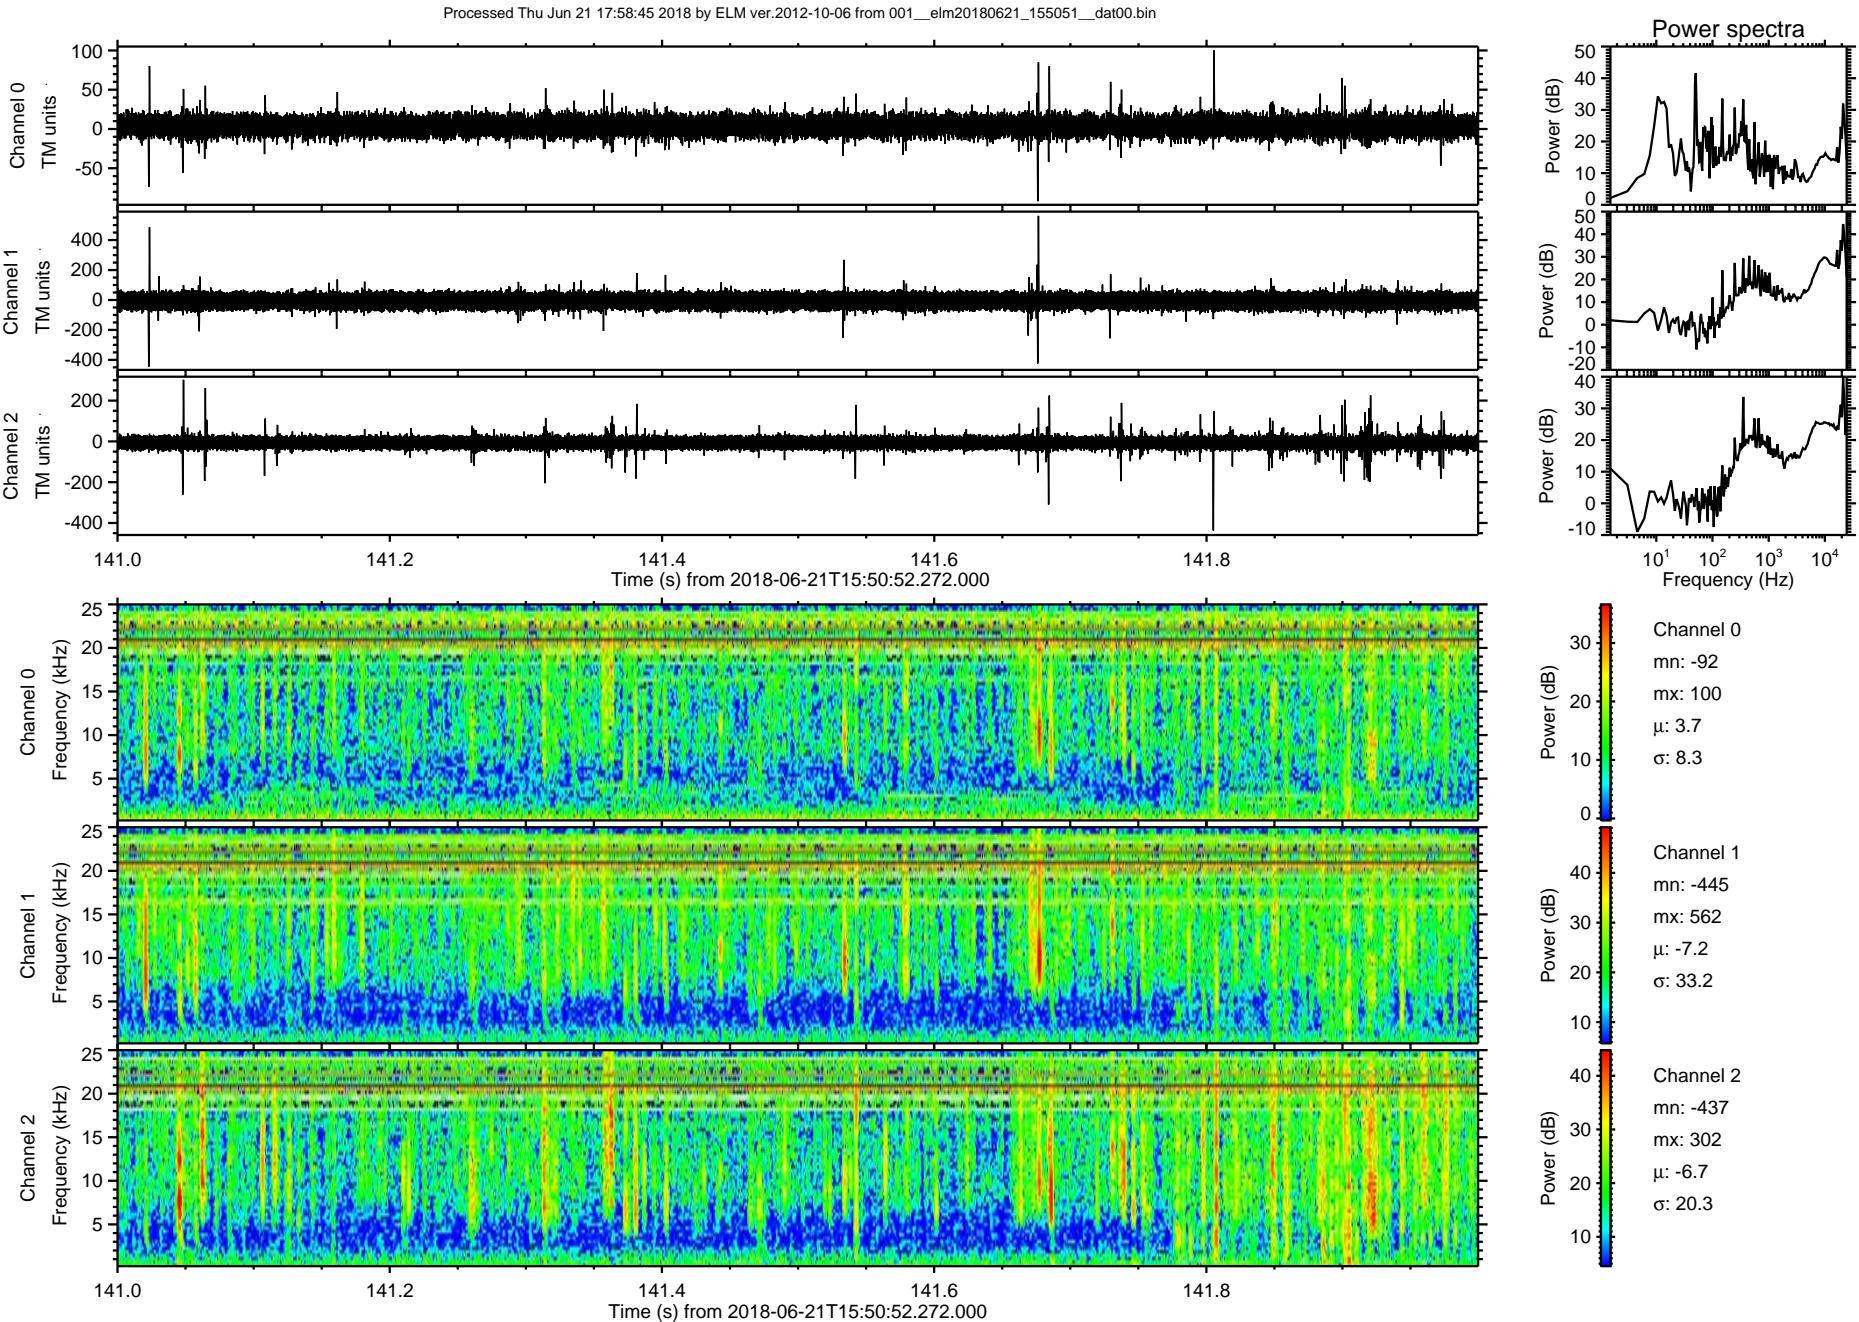 Processed Thu Jun 21 17:58:45 2018 by ELM ver.2012-10-06 from 001__elm20180621_155051__dat00.bin
Power spectra
Channel 0
TM units
100
50
0
-50
Power (dB)
50
40
30
20
10
0
Channel 1
TM units
400
200
0
-200
-400
Power (dB)
50
40
30
20
10
0
-10
-20
Channel 2
TM units
200
0
-200
-400
Power (dB)
40
30
20
10
0
-10
141.0 141.2 141.4 141.6 141.8
Time (s) from 2018-06-21T15:50:52.272.000
10^1 10^2 10^3 10^4
Frequency (Hz)
Channel 0
Frequency (kHz)
25
20
15
10
5
Power (dB)
30
20
10
0
Channel 0
mn: -92
mx: 100
μ: 3.7
σ: 8.3
Channel 1
Frequency (kHz)
25
20
15
10
5
Power (dB)
40
30
20
10
Channel 1
mn: -445
mx: 562
μ: -7.2
σ: 33.2
Channel 2
Frequency (kHz)
25
20
15
10
5
Power (dB)
40
30
20
10
Channel 2
mn: -437
mx: 302
μ: -6.7
σ: 20.3
141.0 141.2 141.4 141.6 141.8
Time (s) from 2018-06-21T15:50:52.272.000